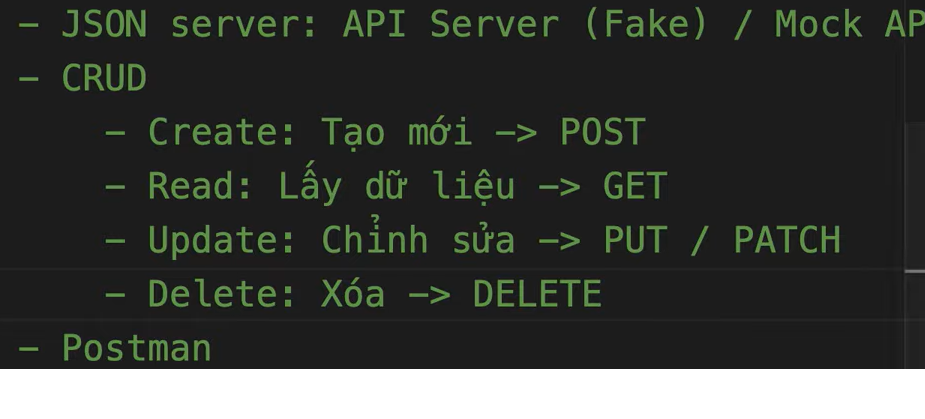 - JSON server: API Server (Fake) / Mock AP
- CRUD
- Create: Tạo mới -> POST
- Read: Lấy dữ liệu -> GET
- Update: Chỉnh sửa -> PUT / PATCH
- Delete: Xóa -> DELETE
- Postman